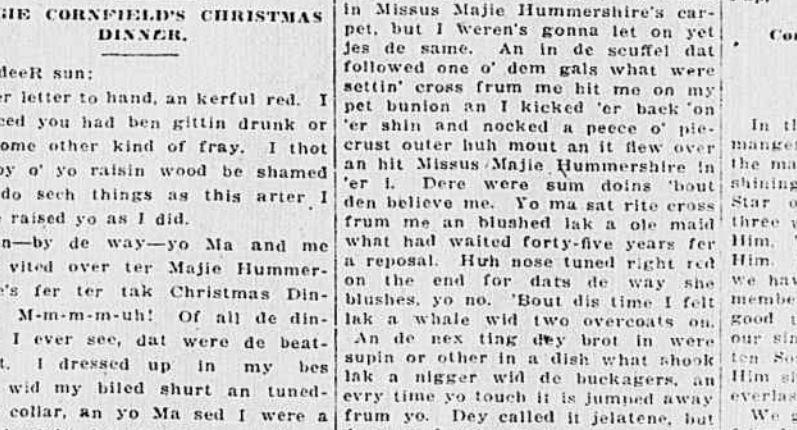 GIE CORNFIELD'S CHRISTMAS
DINNER.
deeR sun:
er letter to hand, an kerful red. I
ced you had ben gittin drunk or
ome other kind of fray. I thot
oy o' yo raisin wood be shamed
do sech things as this arter I
e raised yo as I did.
n—by de way—yo Ma and me
vited over ter Majie Hummer-
e's fer ter tak Christmas Din-
M-m-m-m-uh! Of all de din-
I ever see, dat were de beat-
t. I dressed up in my bes
wid my biled shurt an tuned-
collar, an yo Ma sed I were a
in Missus Majie Hummershire's car-
pet, but I weren's gonna let on yet
jes de same. An in de scuffel dat
followed one o' dem gals what were
settin' cross frum me hit me on my
pet bunion an I kicked 'er back 'on
'er shin and nocked a peece o' pie-
crust outer huh mout an it flew over
an hit Missus Majie Hummershire in
'er i. Dere were sum doins 'bout
den believe me. Yo ma sat rite cross
frum me an blushed lak a ole maid
what had waited forty-five years fer
a reposal. Huh nose tuned right red
on the end for dats de way she
blushes, yo no. 'Bout dis time I felt
lak a whale wid two overcoats on.
An de nex ting dey brot in were
supin or other in a dish what shook
lak a nigger wid de buckagers, an
evry time yo touch it is jumped away
frum yo. Dey called it jelatene, but
Co
In th
manger
the ma
shining
Star o
three w
Him.
Him.
we hav
membe
good t
our sin
ten So
Him si
everlas
We g